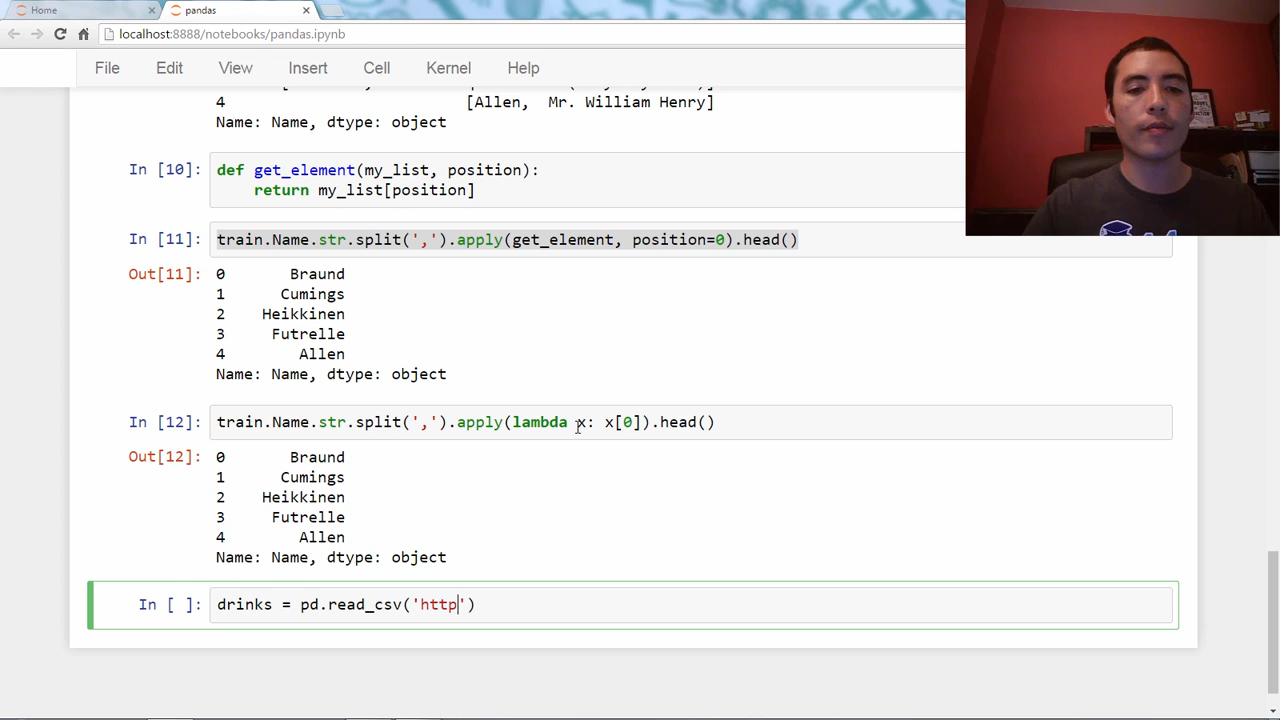 Home
pandas
localhost:8888/notebooks/pandas.ipynb
File Edit View Insert Cell Kernel Help
4 [Allen, Mr. William Henry]
Name: Name, dtype: object
In [10]: def get_element(my_list, position):
return my_list[position]
In [11]: train.Name.str.split(',').apply(get_element, position=0).head()
Out[11]: 0 Braund
1 Cumings
2 Heikkinen
3 Futrelle
4 Allen
Name: Name, dtype: object
In [12]: train.Name.str.split(',').apply(lambda x: x[0]).head()
Out[12]: 0 Braund
1 Cumings
2 Heikkinen
3 Futrelle
4 Allen
Name: Name, dtype: object
In [ ]: drinks = pd.read_csv('http')